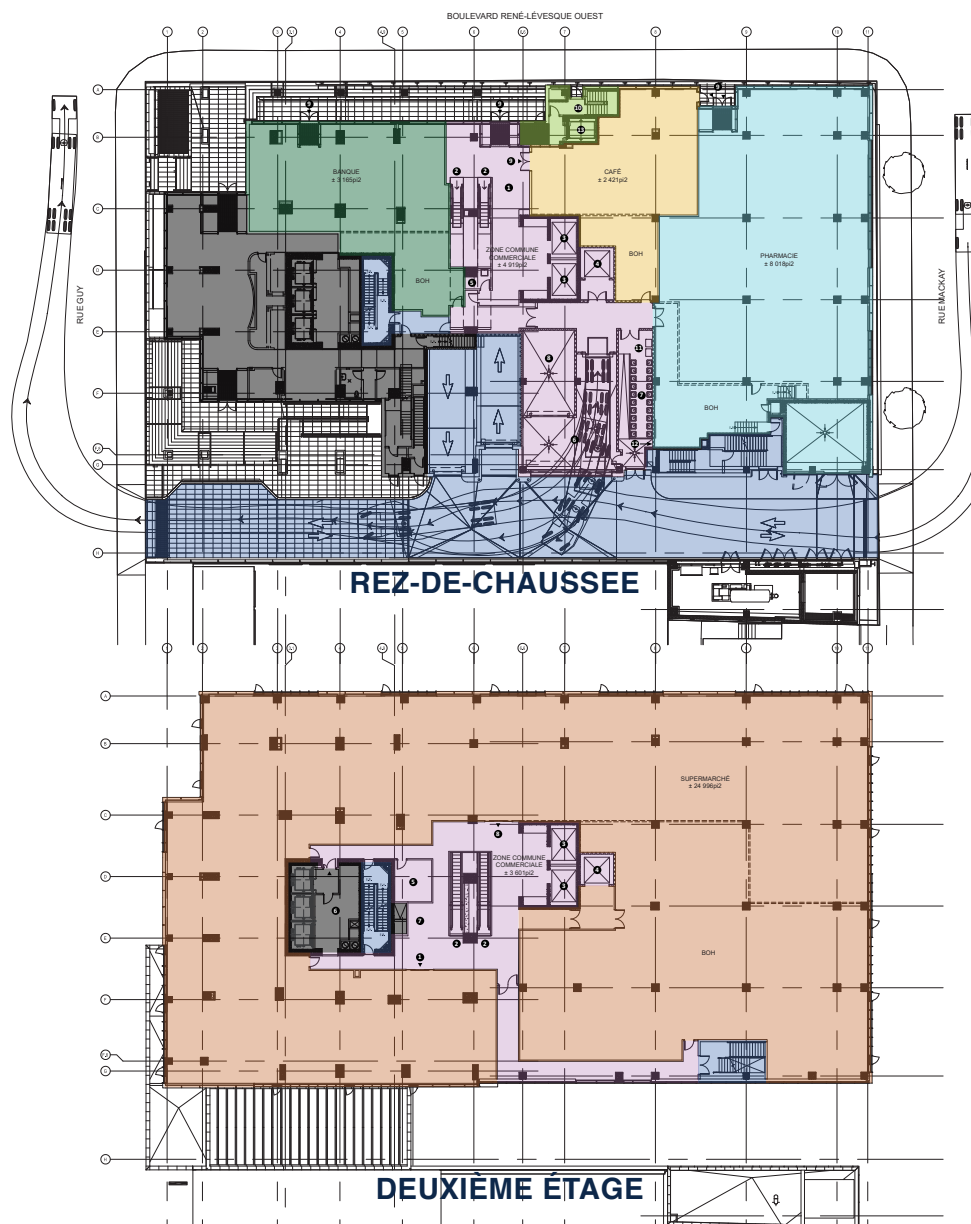 BOULEVARD RENÉ-LÉVESQUE OUEST
BANQUE
± 3 165pi2
CAFÉ
± 2 421pi2
ZONE COMMUNE
COMMERCIALE
± 4 919pi2
PHARMACIE
± 8 018pi2
BOH
BOH
BOH
RUE GUY
RUE MACKAY
REZ-DE-CHAUSSEE
SUPERMARCHÉ
± 24 996pi2
ZONE COMMUNE
COMMERCIALE
± 3 601pi2
BOH
DEUXIÈME ÉTAGE